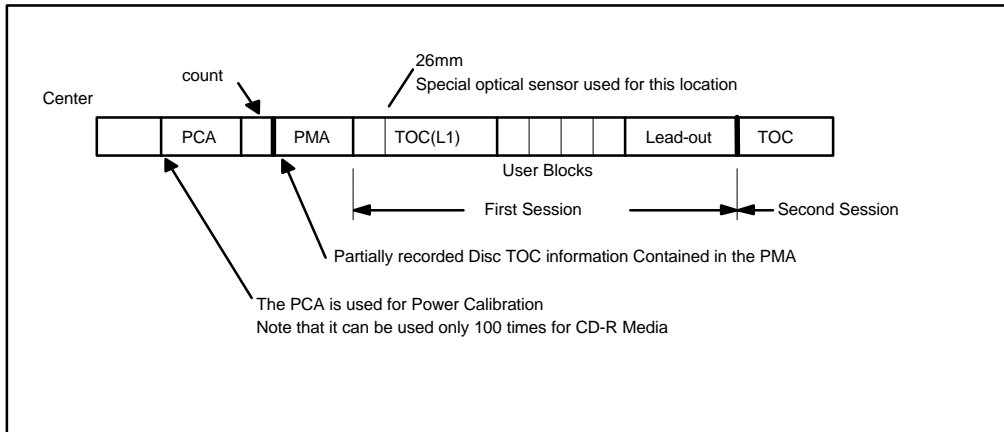 26mm
count
Special optical sensor used for this location
Center
PCA
PMA
TOC(L1)
Lead-out
TOC
User Blocks
First Session
Second Session
Partially recorded Disc TOC information Contained in the PMA
The PCA is used for Power Calibration
Note that it can be used only 100 times for CD-R Media